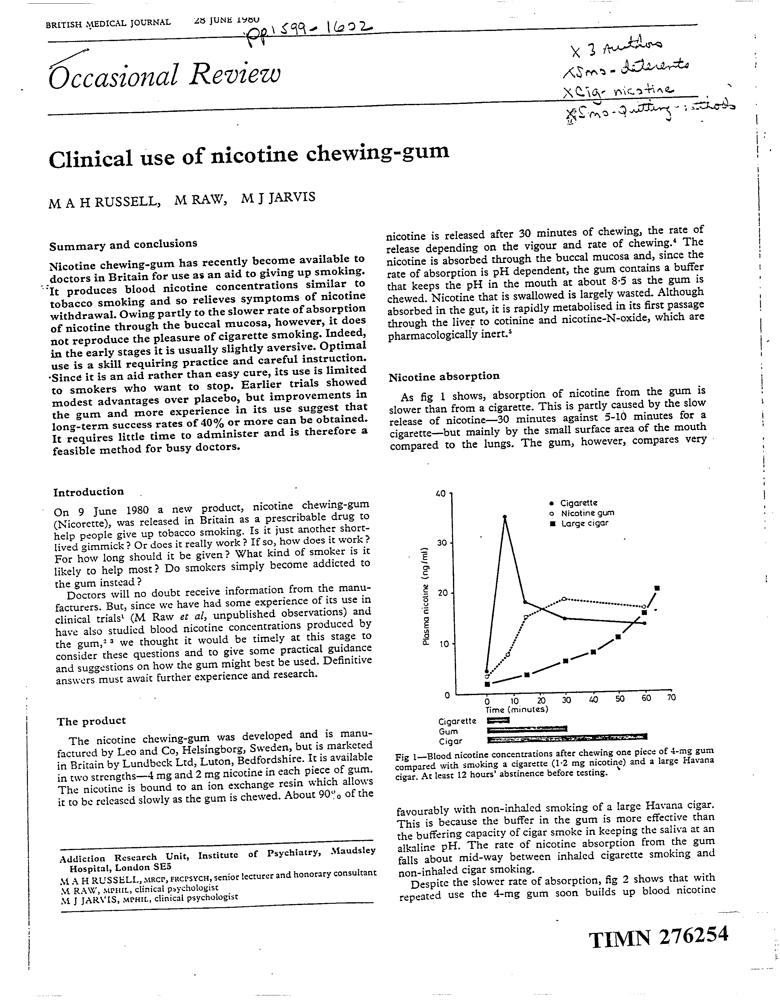 BRITISH MEDICAL JOURNAL 28 JUNE 1980
pp1599-1602
X 3 Authors
XSmo-deterents
XCig-nicotine
XSmo-Quitting-
Occasional Review
Clinical use of nicotine chewing-gum
M A H RUSSELL, M RAW, M J JARVIS
Summary and conclusions
Nicotine chewing-gum has recently become available to
doctors in Britain for use as an aid to giving up smoking.
It produces blood nicotine concentrations similar to
tobacco smoking and so relieves symptoms of nicotine
withdrawal. Owing partly to the slower rate of absorption
of nicotine through the buccal mucosa, however, it does
not reproduce the pleasure of cigarette smoking. Indeed,
in the early stages it is usually slightly aversive. Optimal
use is a skill requiring practice and careful instruction.
Since it is an aid rather than easy cure, its use is limited
to smokers who want to stop. Earlier trials showed
modest advantages over placebo, but improvements in
the gum and more experience in its use suggest that
long-term success rates of 40% or more can be obtained.
It requires little time to administer and is therefore a
feasible method for busy doctors.
Introduction
On 9 June 1980 a new product, nicotine chewing-gum
(Nicorette), was released in Britain as a prescribable drug to
help people give up tobacco smoking. Is it just another short-
lived gimmick? Or does it really work? If so, how does it work?
For how long should it be given? What kind of smoker is it
likely to help most? Do smokers simply become addicted to
the gum instead?
Doctors will no doubt receive information from the manu-
facturers. But, since we have had some experience of its use in
clinical trials¹ (M Raw et al, unpublished observations) and
have also studied blood nicotine concentrations produced by
the gum,² ³ we thought it would be timely at this stage to
consider these questions and to give some practical guidance
and suggestions on how the gum might best be used. Definitive
answers must await further experience and research.
The product
The nicotine chewing-gum was developed and is manu-
factured by Leo and Co, Helsingborg, Sweden, but is marketed
in Britain by Lundbeck Ltd, Luton, Bedfordshire. It is available
in two strengths—4 mg and 2 mg nicotine in each piece of gum.
The nicotine is bound to an ion exchange resin which allows
it to be released slowly as the gum is chewed. About 90% of the
Addiction Research Unit, Institute of Psychiatry, Maudsley
Hospital, London SE5
M A H RUSSELL, MRCP, FRCPSYCH, senior lecturer and honorary consultant
M RAW, MPHIL, clinical psychologist
M J JARVIS, MPHIL, clinical psychologist
nicotine is released after 30 minutes of chewing, the rate of
release depending on the vigour and rate of chewing.⁴ The
nicotine is absorbed through the buccal mucosa and, since the
rate of absorption is pH dependent, the gum contains a buffer
that keeps the pH in the mouth at about 8·5 as the gum is
chewed. Nicotine that is swallowed is largely wasted. Although
absorbed in the gut, it is rapidly metabolised in its first passage
through the liver to cotinine and nicotine-N-oxide, which are
pharmacologically inert.⁵
Nicotine absorption
As fig 1 shows, absorption of nicotine from the gum is
slower than from a cigarette. This is partly caused by the slow
release of nicotine—30 minutes against 5-10 minutes for a
cigarette—but mainly by the small surface area of the mouth
compared to the lungs. The gum, however, compares very
Cigarette
Nicotine gum
Large cigar
Plasma nicotine (ng/ml)
40
30
20
10
0
0 10 20 30 40 50 60 70
Time (minutes)
Cigarette
Gum
Cigar
Fig 1—Blood nicotine concentrations after chewing one piece of 4-mg gum
compared with smoking a cigarette (1·2 mg nicotine) and a large Havana
cigar. At least 12 hours' abstinence before testing.
favourably with non-inhaled smoking of a large Havana cigar.
This is because the buffer in the gum is more effective than
the buffering capacity of cigar smoke in keeping the saliva at an
alkaline pH. The rate of nicotine absorption from the gum
falls about mid-way between inhaled cigarette smoking and
non-inhaled cigar smoking.
Despite the slower rate of absorption, fig 2 shows that with
repeated use the 4-mg gum soon builds up blood nicotine
TIMN 276254